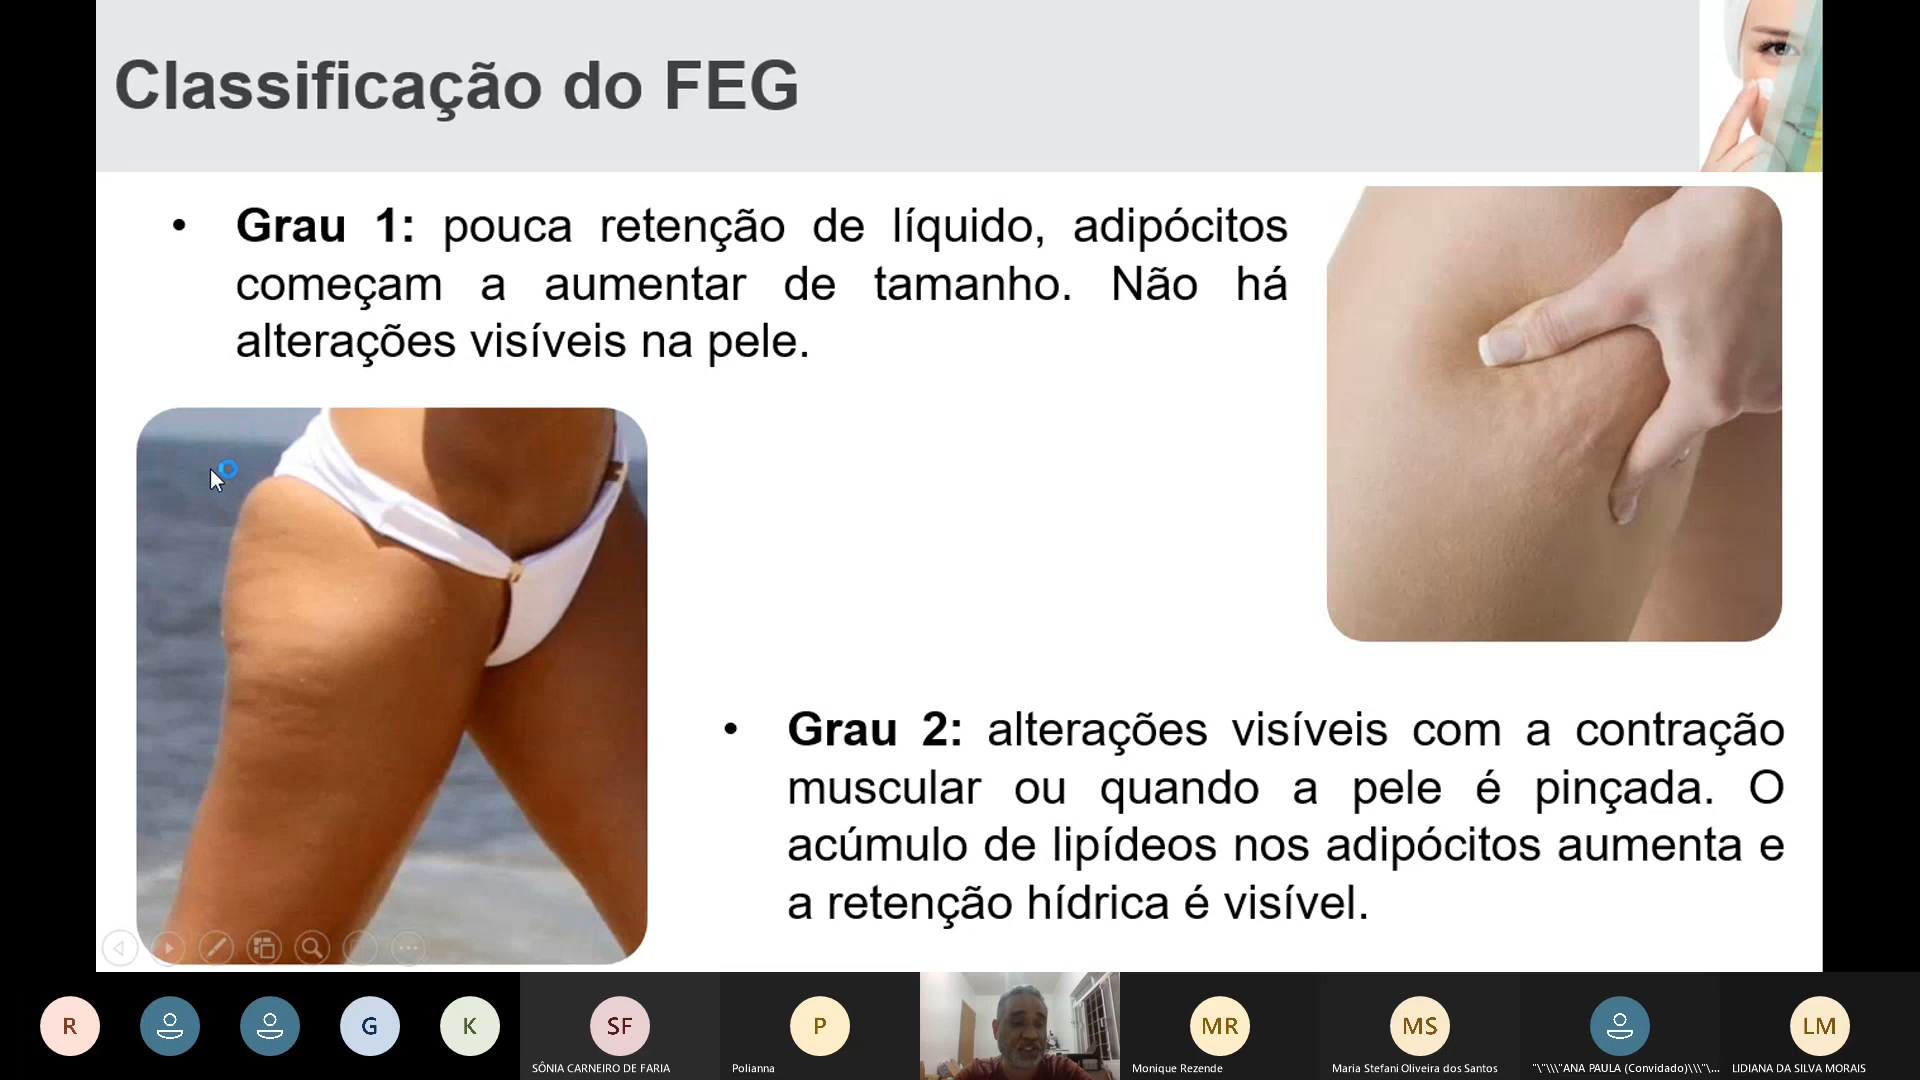 Classificação do FEG
• Grau 1: pouca retenção de líquido, adipócitos
começam a aumentar de tamanho. Não há
alterações visíveis na pele.
• Grau 2: alterações visíveis com a contração
muscular ou quando a pele é pinçada. O
acúmulo de lipídeos nos adipócitos aumenta e
a retenção hídrica é visível.
R
G
K
SF
P
MR
MS
LM
SÔNIA CARNEIRO DE FARIA
Polianna
Monique Rezende
Maria Stefani Oliveira dos Santos
"\"\\\"ANA PAULA (Convidado)\\\"\...
LIDIANA DA SILVA MORAIS